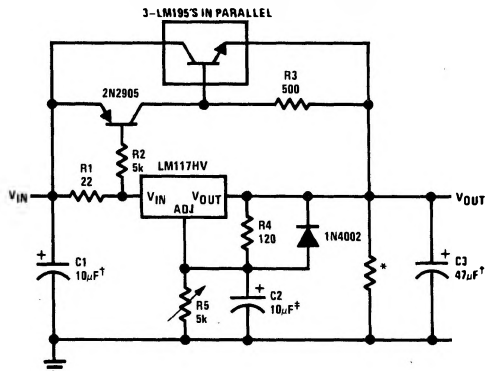 3–LM195'S IN PARALLEL
2N2905
R3
500
R2
5k
R1
22
LM117HV
VIN
VIN
VOUT
ADJ
VOUT
R4
120
1N4002
+
C1
10μF†
R5
5k
+
C2
10μF‡
*
+
C3
47μF†